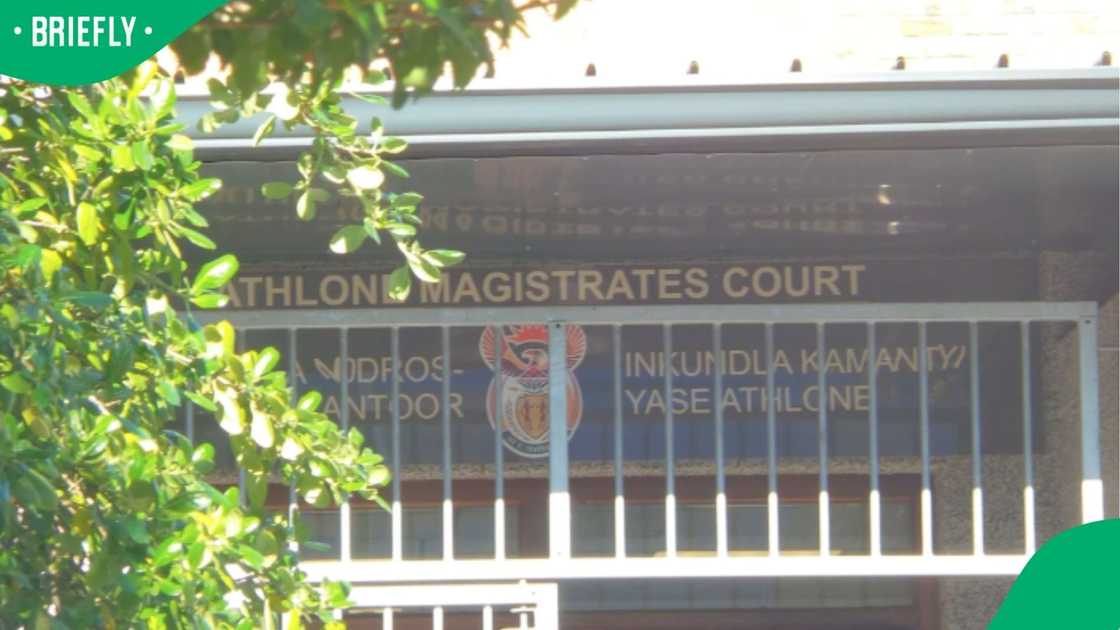 BRIEFLY
ATHLONE MAGISTRATES COURT
INKUNDLA KAMANTYI
YASE ATHLONE